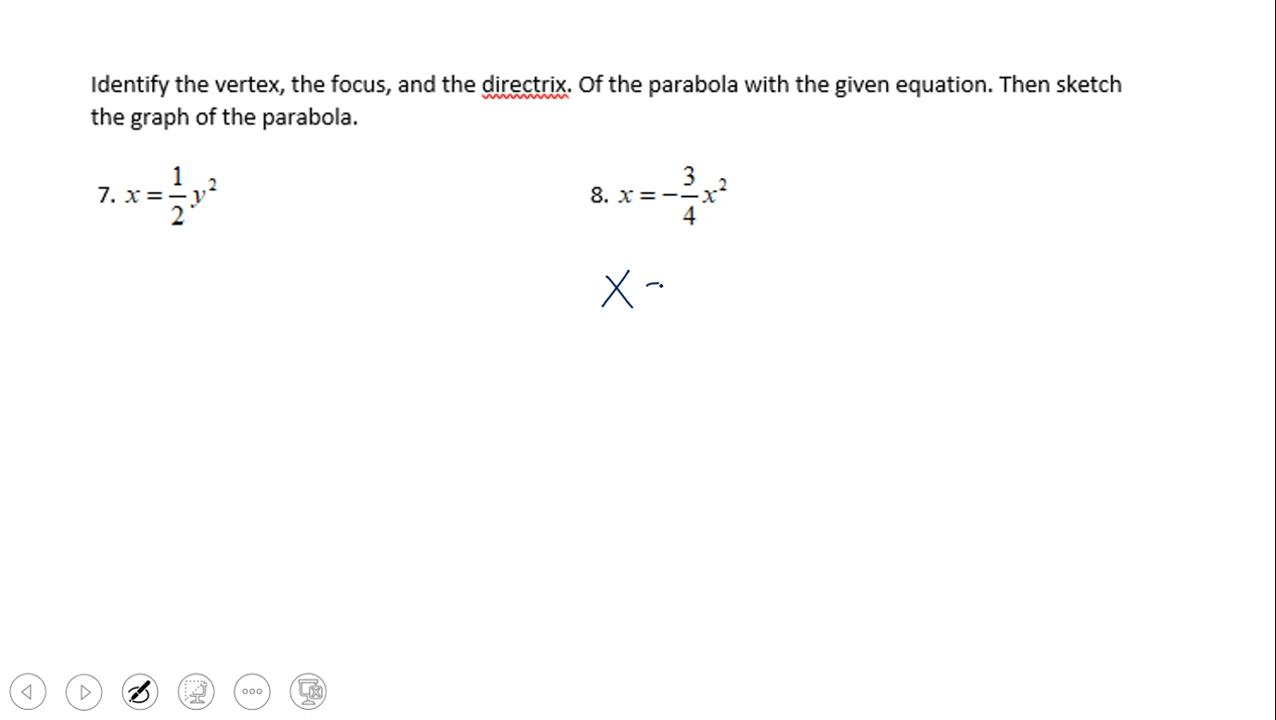 Identify the vertex, the focus, and the directrix. Of the parabola with the given equation. Then sketch
the graph of the parabola.
7. x = 1/2 y²
8. x = -3/4 x²
X -